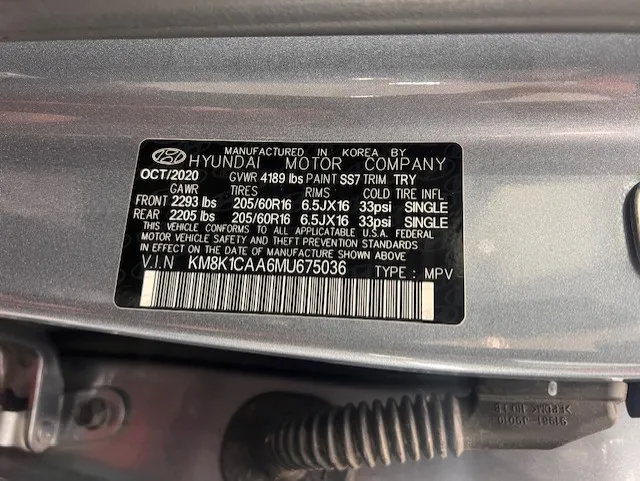 MANUFACTURED IN KOREA BY
HYUNDAI MOTOR COMPANY
OCT/2020 GVWR 4189 lbs PAINT SS7 TRIM TRY
GAWR TIRES RIMS COLD TIRE INFL
FRONT 2293 lbs 205/60R16 6.5JX16 33psi SINGLE
REAR 2205 lbs 205/60R16 6.5JX16 33psi SINGLE
THIS VEHICLE CONFORMS TO ALL APPLICATABLE U.S.A. FEDERAL
MOTOR VEHICLE SAFETY AND THEFT PREVENTION STANDARDS
IN EFFECT ON THE DATE OF MANUFACTURE SHOWN ABOVE.
V.I.N KM8K1CAA6MU675036 TYPE : MPV
91981-J9010